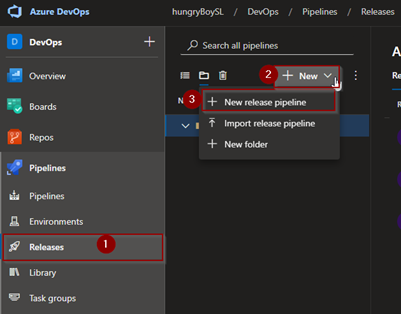 Azure DevOps
hungryBoySL / DevOps / Pipelines / Releases
D DevOps +
Search all pipelines
2 + New
3 + New release pipeline
Import release pipeline
+ New folder
Overview
Boards
Repos
Pipelines
Pipelines
Environments
Releases 1
Library
Task groups